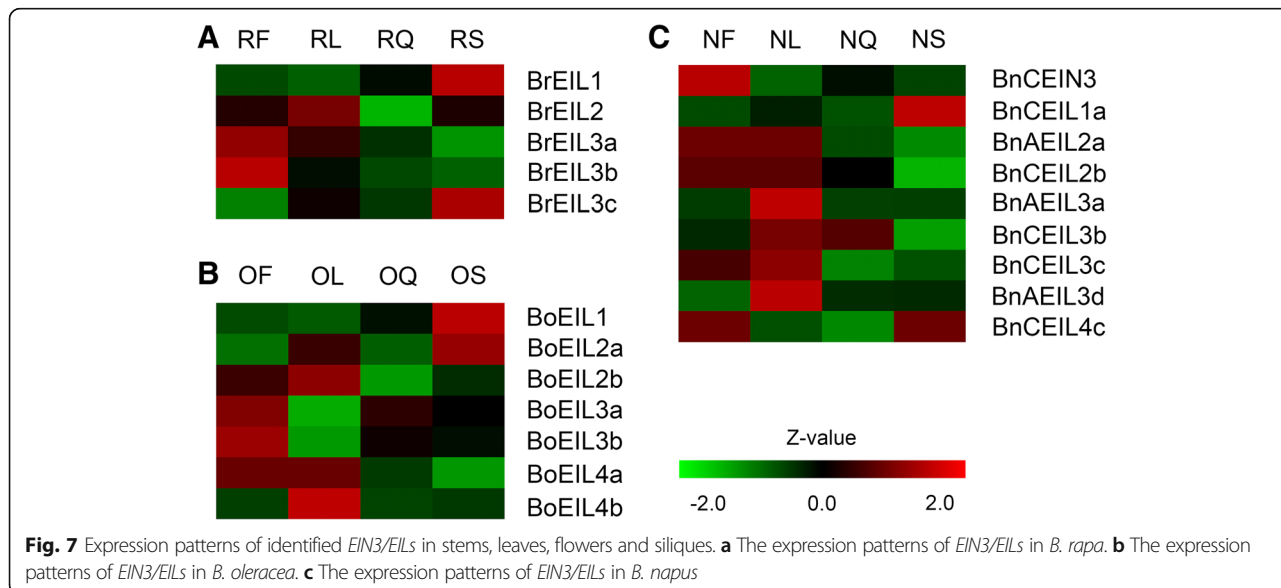 A RF RL RQ RS
BrEIL1
BrEIL2
BrEIL3a
BrEIL3b
BrEIL3c
B OF OL OQ OS
BoEIL1
BoEIL2a
BoEIL2b
BoEIL3a
BoEIL3b
BoEIL4a
BoEIL4b
C NF NL NQ NS
BnCEIN3
BnCEIL1a
BnAEIL2a
BnCEIL2b
BnAEIL3a
BnCEIL3b
BnCEIL3c
BnAEIL3d
BnCEIL4c
Z-value
-2.0 0.0 2.0
Fig. 7 Expression patterns of identified EIN3/EILs in stems, leaves, flowers and siliques. a The expression patterns of EIN3/EILs in B. rapa. b The expression
patterns of EIN3/EILs in B. oleracea. c The expression patterns of EIN3/EILs in B. napus